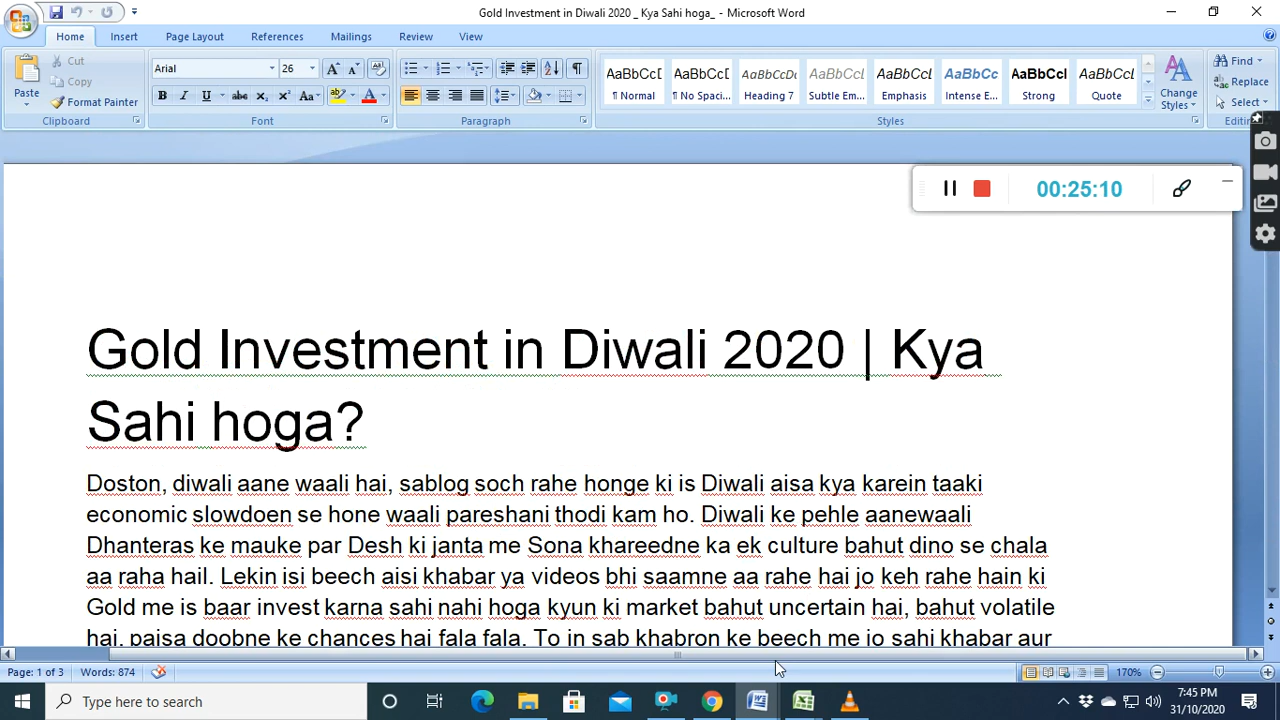 Gold Investment in Diwali 2020 _ Kya Sahi hoga_ - Microsoft Word
Home Insert Page Layout References Mailings Review View
Paste
Cut
Copy
Format Painter
Clipboard
Arial 26
Font
Paragraph
AaBbCcD AaBbCcD AaBbCcDc AaBbCcL AaBbCcL AaBbCc AaBbCcl AaBbCcL
¶ Normal ¶ No Spaci... Heading 7 Subtle Em... Emphasis Intense E... Strong Quote
Change Styles
Styles
Find
Replace
Select
Editin
00:25:10
Gold Investment in Diwali 2020 | Kya
Sahi hoga?
Doston, diwali aane waali hai, sablog soch rahe honge ki is Diwali aisa kya karein taaki
economic slowdoen se hone waali pareshani thodi kam ho. Diwali ke pehle aanewaali
Dhanteras ke mauke par Desh ki janta me Sona khareedne ka ek culture bahut dino se chala
aa raha hail. Lekin isi beech aisi khabar ya videos bhi saamne aa rahe hai jo keh rahe hain ki
Gold me is baar invest karna sahi nahi hoga kyun ki market bahut uncertain hai, bahut volatile
hai, paisa doobne ke chances hai fala fala. To in sab khabron ke beech me jo sahi khabar aur
Page: 1 of 3 Words: 874 170%
Type here to search
7:45 PM
31/10/2020